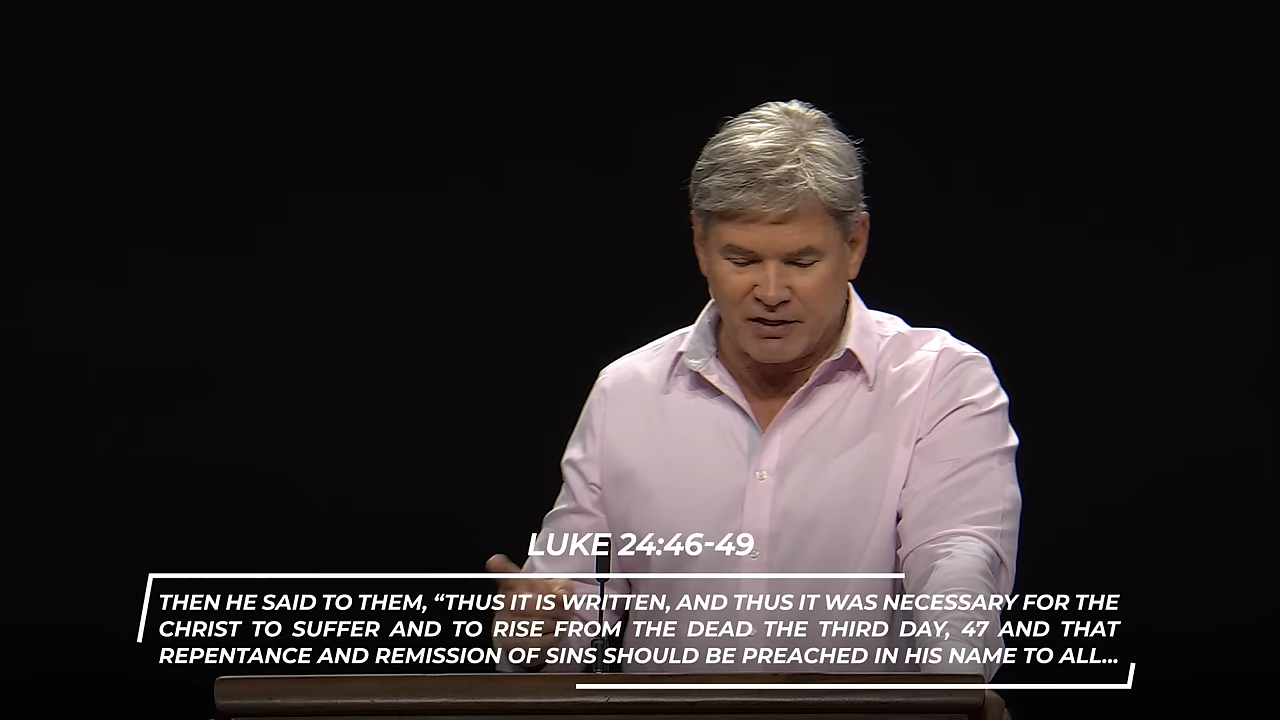 LUKE 24:46-49
THEN HE SAID TO THEM, “THUS IT IS WRITTEN, AND THUS IT WAS NECESSARY FOR THE
CHRIST TO SUFFER AND TO RISE FROM THE DEAD THE THIRD DAY, 47 AND THAT
REPENTANCE AND REMISSION OF SINS SHOULD BE PREACHED IN HIS NAME TO ALL...